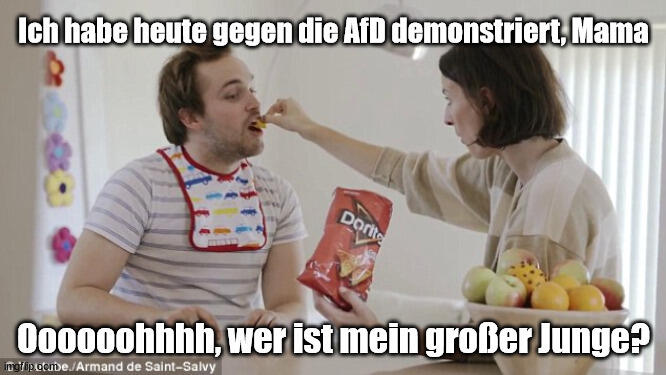 Ich habe heute gegen die AfD demonstriert, Mama
Doritos
Oooooohhhh, wer ist mein großer Junge?
imgflip.com
be./Armand de Saint-Salvy